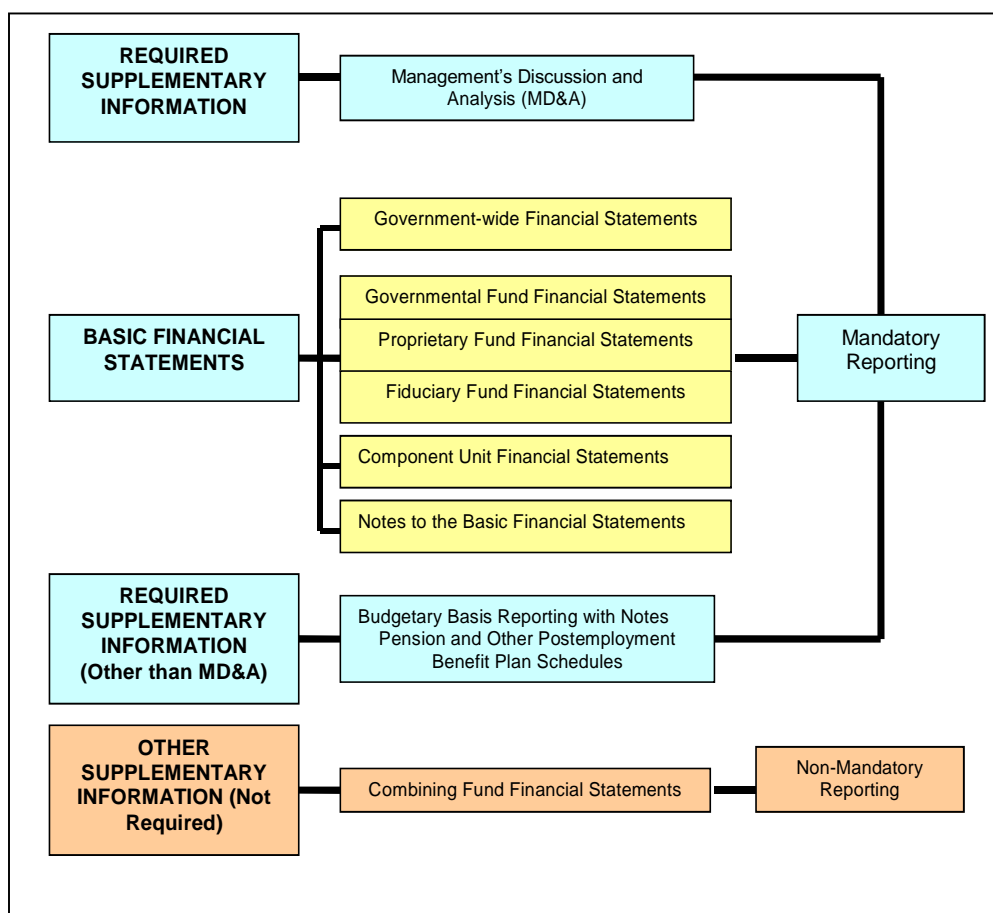 REQUIRED
SUPPLEMENTARY
INFORMATION
Management’s Discussion and
Analysis (MD&A)
Government-wide Financial Statements
Governmental Fund Financial Statements
BASIC FINANCIAL
STATEMENTS
Proprietary Fund Financial Statements
Mandatory
Reporting
Fiduciary Fund Financial Statements
Component Unit Financial Statements
Notes to the Basic Financial Statements
REQUIRED
SUPPLEMENTARY
INFORMATION
(Other than MD&A)
Budgetary Basis Reporting with Notes
Pension and Other Postemployment
Benefit Plan Schedules
OTHER
SUPPLEMENTARY
INFORMATION (Not
Required)
Combining Fund Financial Statements
Non-Mandatory
Reporting